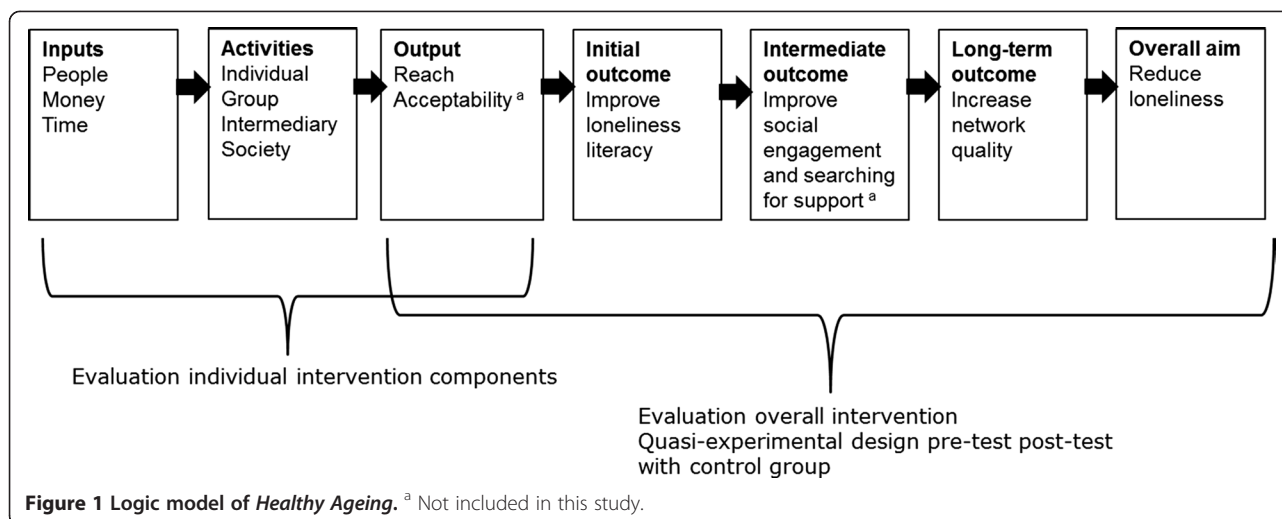 Inputs
People
Money
Time
Activities
Individual
Group
Intermediary
Society
Output
Reach
Acceptability a
Initial
outcome
Improve
loneliness
literacy
Intermediate
outcome
Improve
social
engagement
and searching
for support a
Long-term
outcome
Increase
network
quality
Overall aim
Reduce
loneliness
Evaluation individual intervention components
Evaluation overall intervention
Quasi-experimental design pre-test post-test
with control group
Figure 1 Logic model of Healthy Ageing. a Not included in this study.